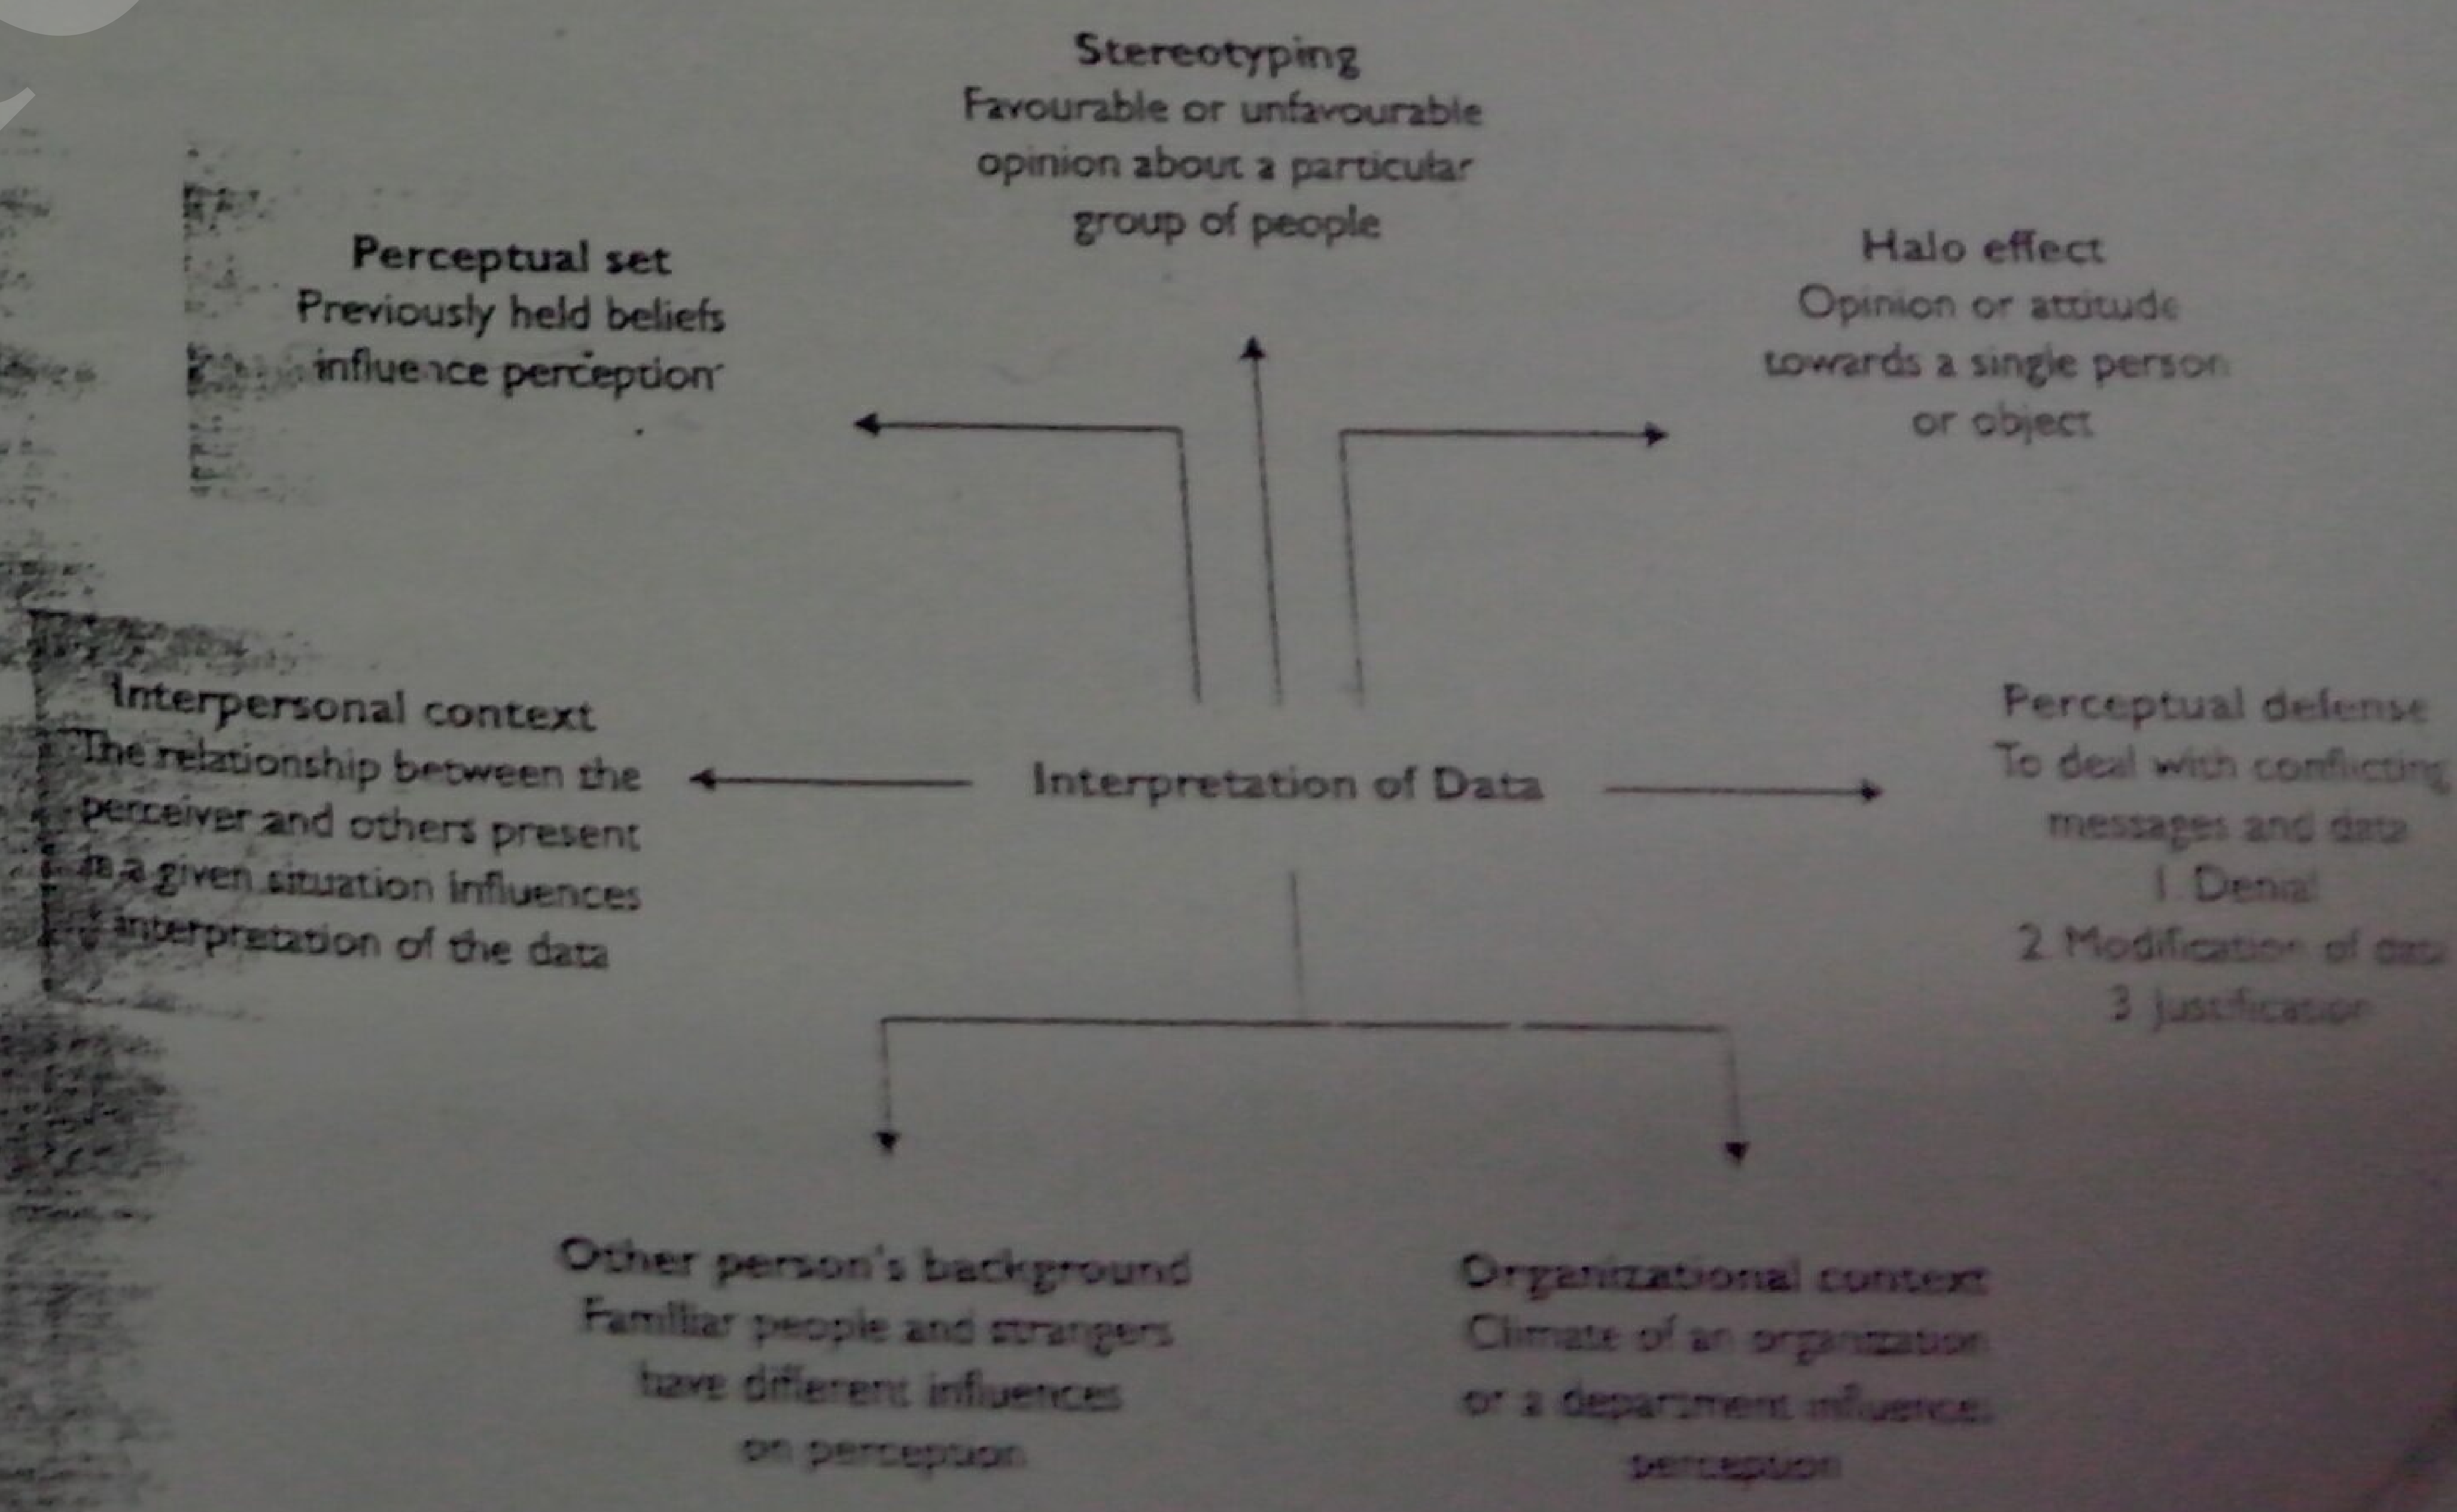 Stereotyping
Favourable or unfavourable
opinion about a particular
group of people
Perceptual set
Previously held beliefs
influence perception
Halo effect
Opinion or attitude
towards a single person
or object
Interpersonal context
The relationship between the
perceiver and others present
in a given situation influences
interpretation of the data
Interpretation of Data
Perceptual defense
To deal with conflicting
messages and data
1. Denial
2 Modification of data
3 Justification
Other person's background
Familiar people and strangers
have different influences
on perception
Organizational context
Climate of an organization
or a department influences
perception